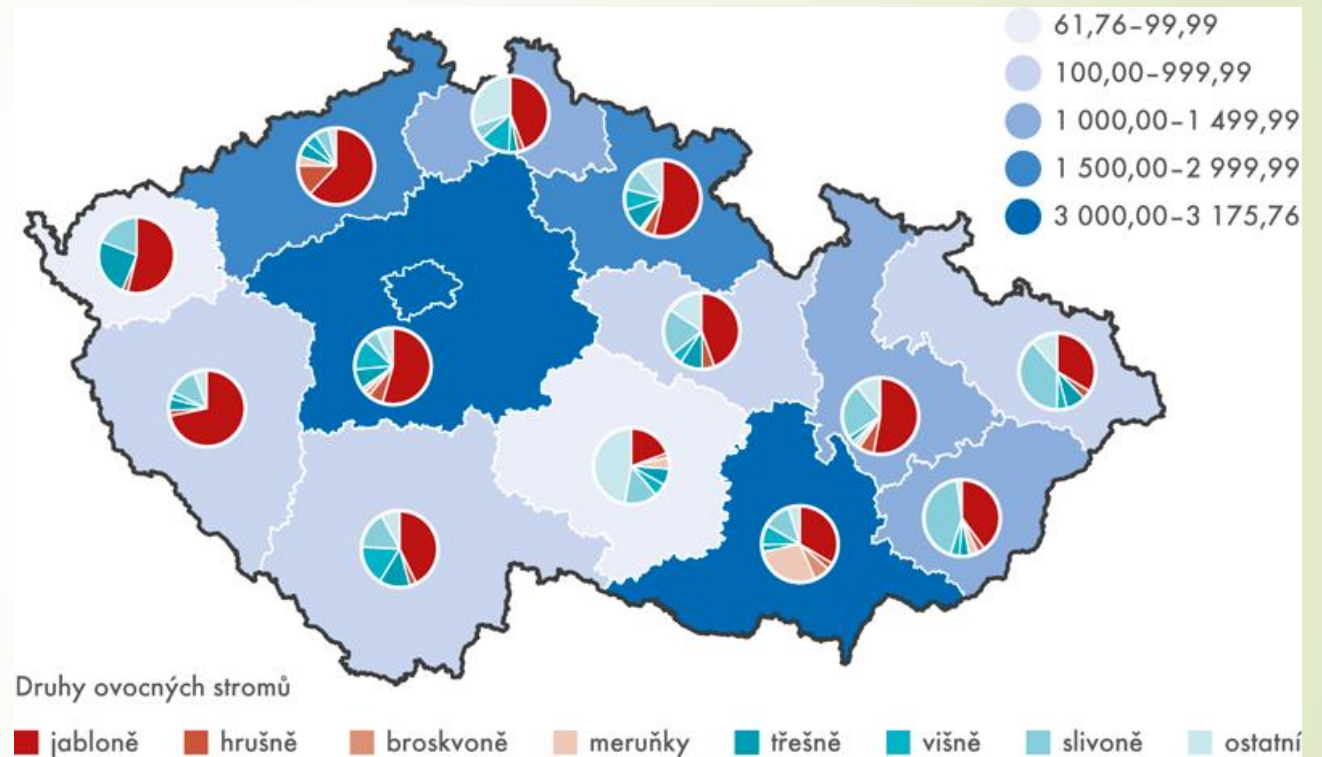 61,76–99,99
100,00–999,99
1 000,00–1 499,99
1 500,00–2 999,99
3 000,00–3 175,76
Druhy ovocných stromů
jabloně hrušně broskvoně meruňky třešně višně slivoně ostatní